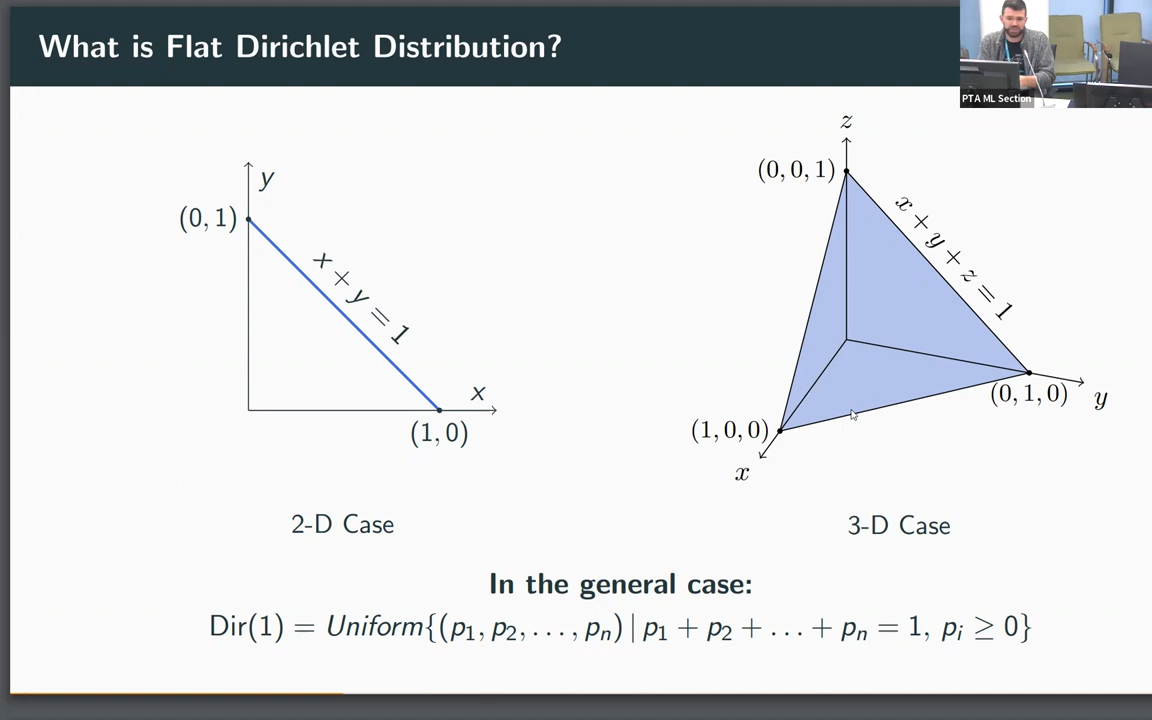 What is Flat Dirichlet Distribution?
PTA ML Section
y
(0, 1)
x + y = 1
x
(1, 0)
2-D Case
z
(0, 0, 1)
x + y + z = 1
(0, 1, 0)
y
(1, 0, 0)
x
3-D Case
In the general case:
Dir(1) = Uniform{(p₁, p₂, . . . , pₙ) | p₁ + p₂ + . . . + pₙ = 1, pᵢ ≥ 0}